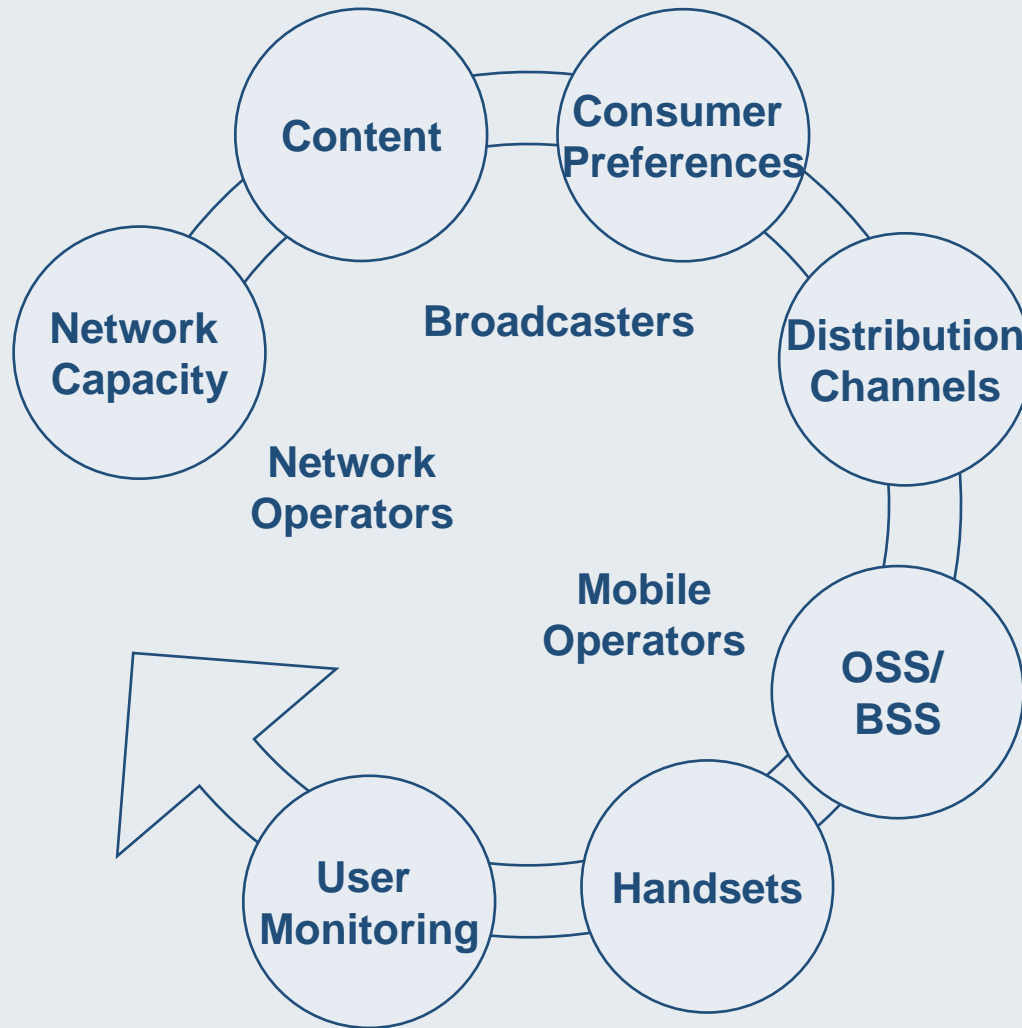 Content
Consumer
Preferences
Network
Capacity
Broadcasters
Distribution
Channels
Network
Operators
Mobile
Operators
OSS/
BSS
User
Monitoring
Handsets